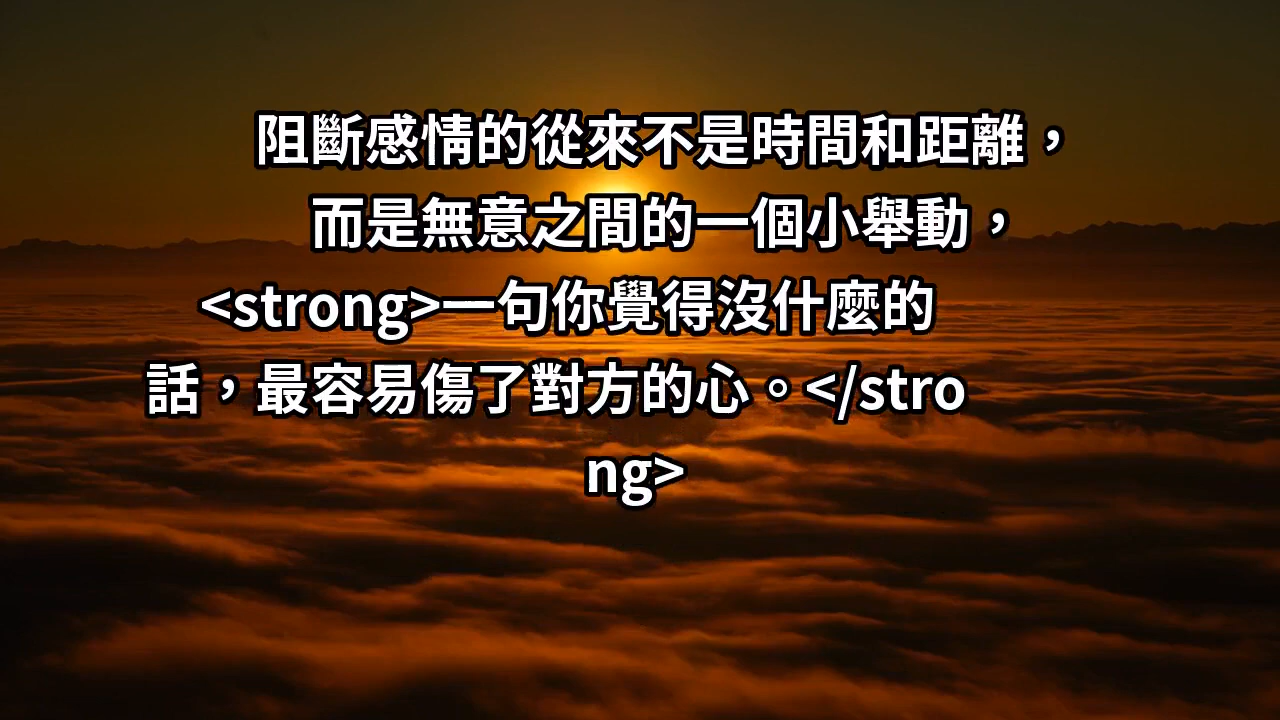 阻斷感情的從來不是時間和距離，
而是無意之間的一個小舉動，
<strong>一句你覺得沒什麼的
話，最容易傷了對方的心。</stro
ng>